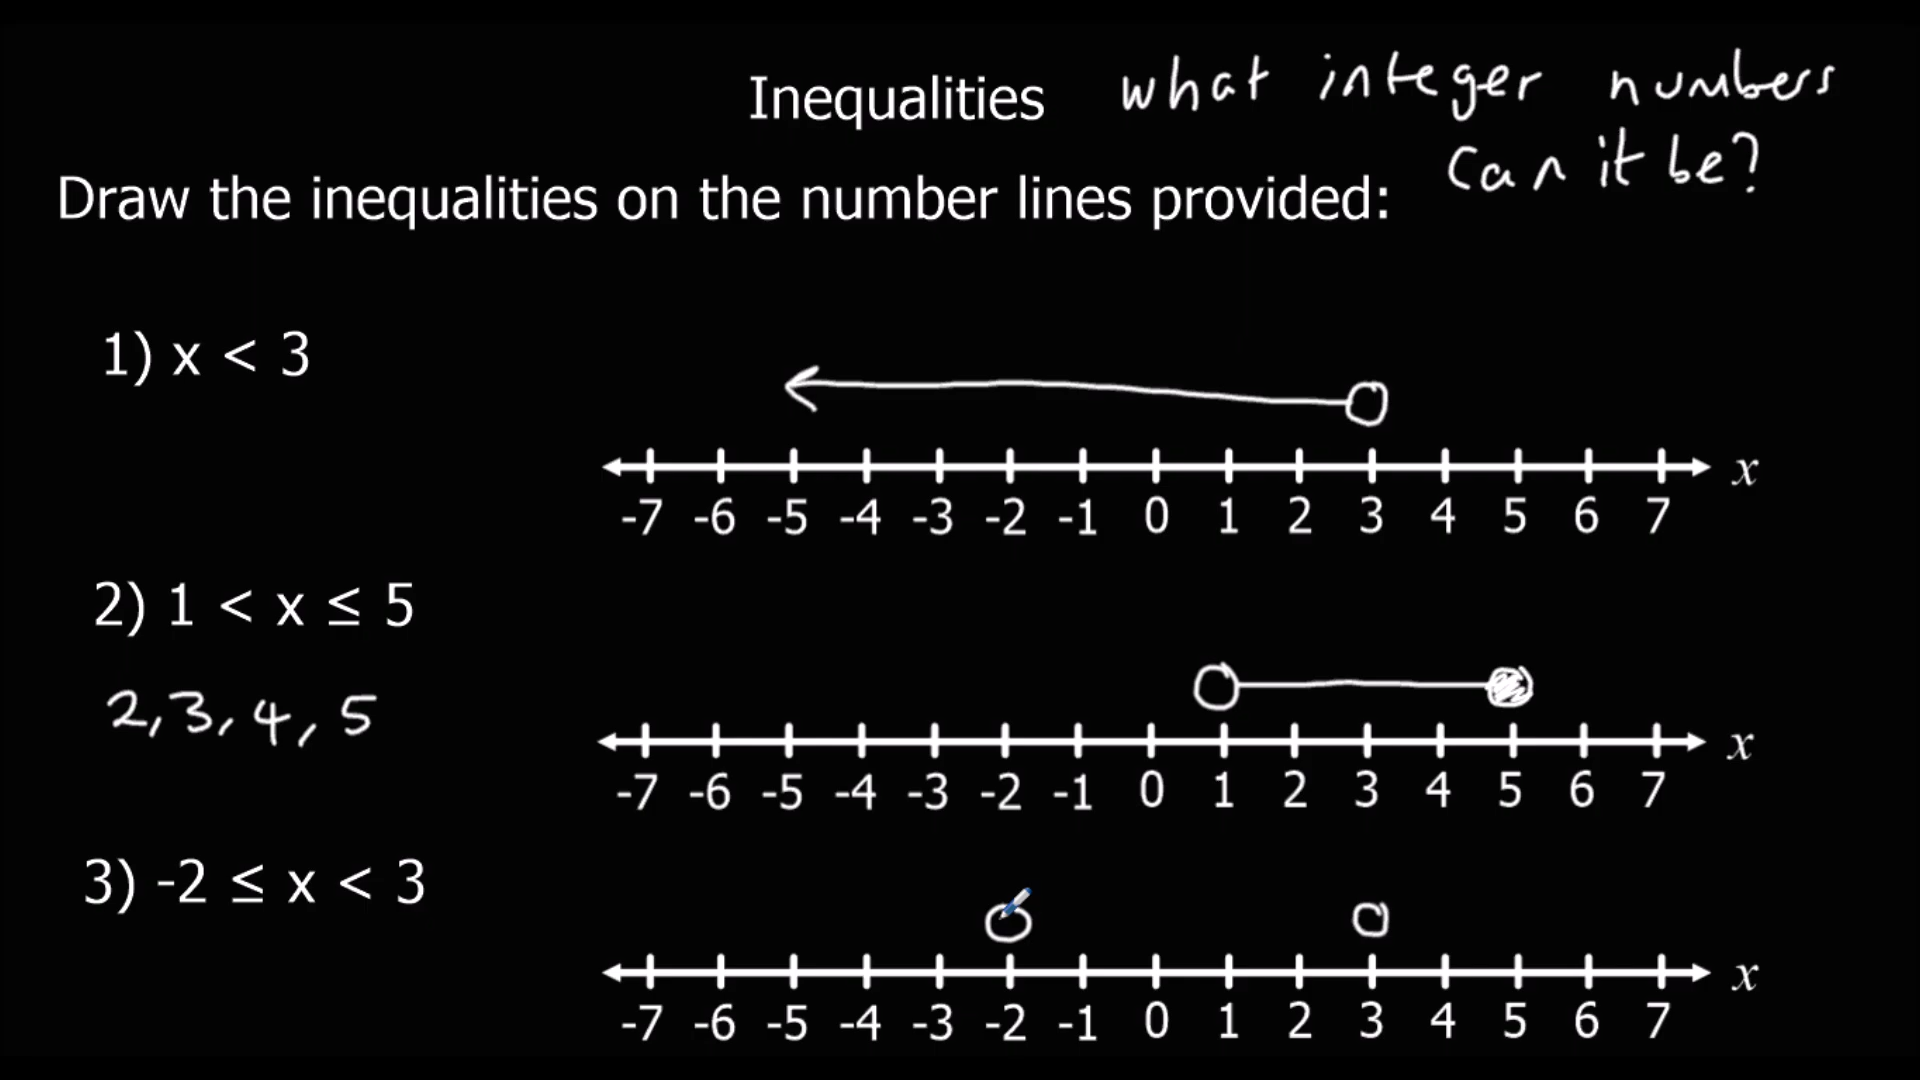 Inequalities what integer numbers
can it be?
Draw the inequalities on the number lines provided:
1) x < 3
-7 -6 -5 -4 -3 -2 -1 0 1 2 3 4 5 6 7 x
2) 1 < x ≤ 5
2, 3, 4, 5
-7 -6 -5 -4 -3 -2 -1 0 1 2 3 4 5 6 7 x
3) -2 ≤ x < 3
-7 -6 -5 -4 -3 -2 -1 0 1 2 3 4 5 6 7 x